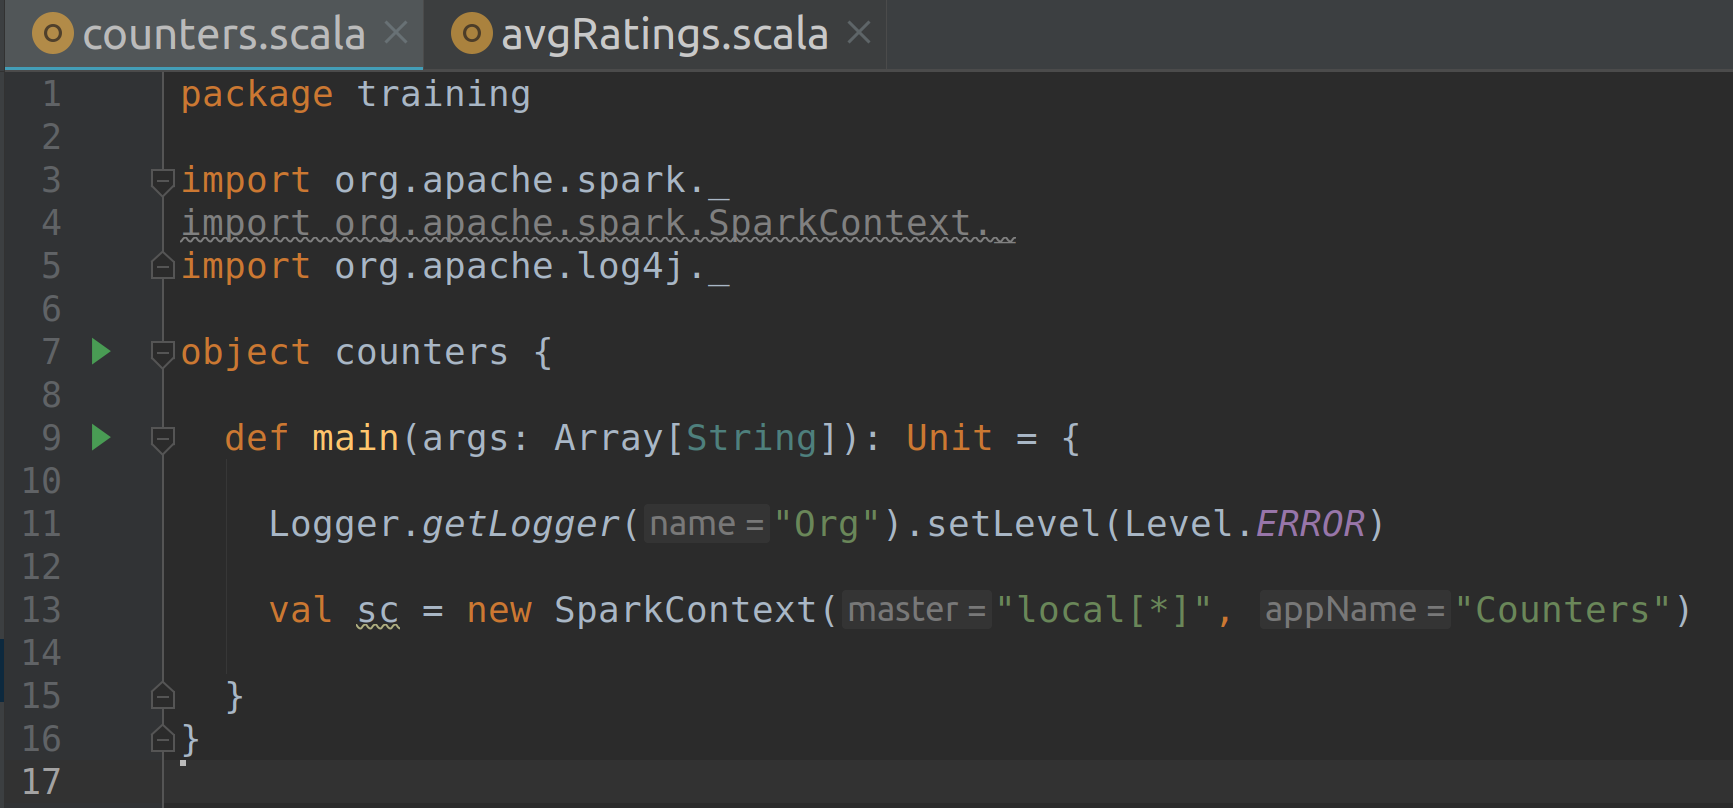 counters.scala avgRatings.scala
1 package training
2
3 import org.apache.spark._
4 import org.apache.spark.SparkContext._
5 import org.apache.log4j._
6
7 object counters {
8
9   def main(args: Array[String]): Unit = {
10
11     Logger.getLogger( name = "Org").setLevel(Level.ERROR)
12
13     val sc = new SparkContext( master = "local[*]", appName = "Counters")
14
15   }
16 }
17